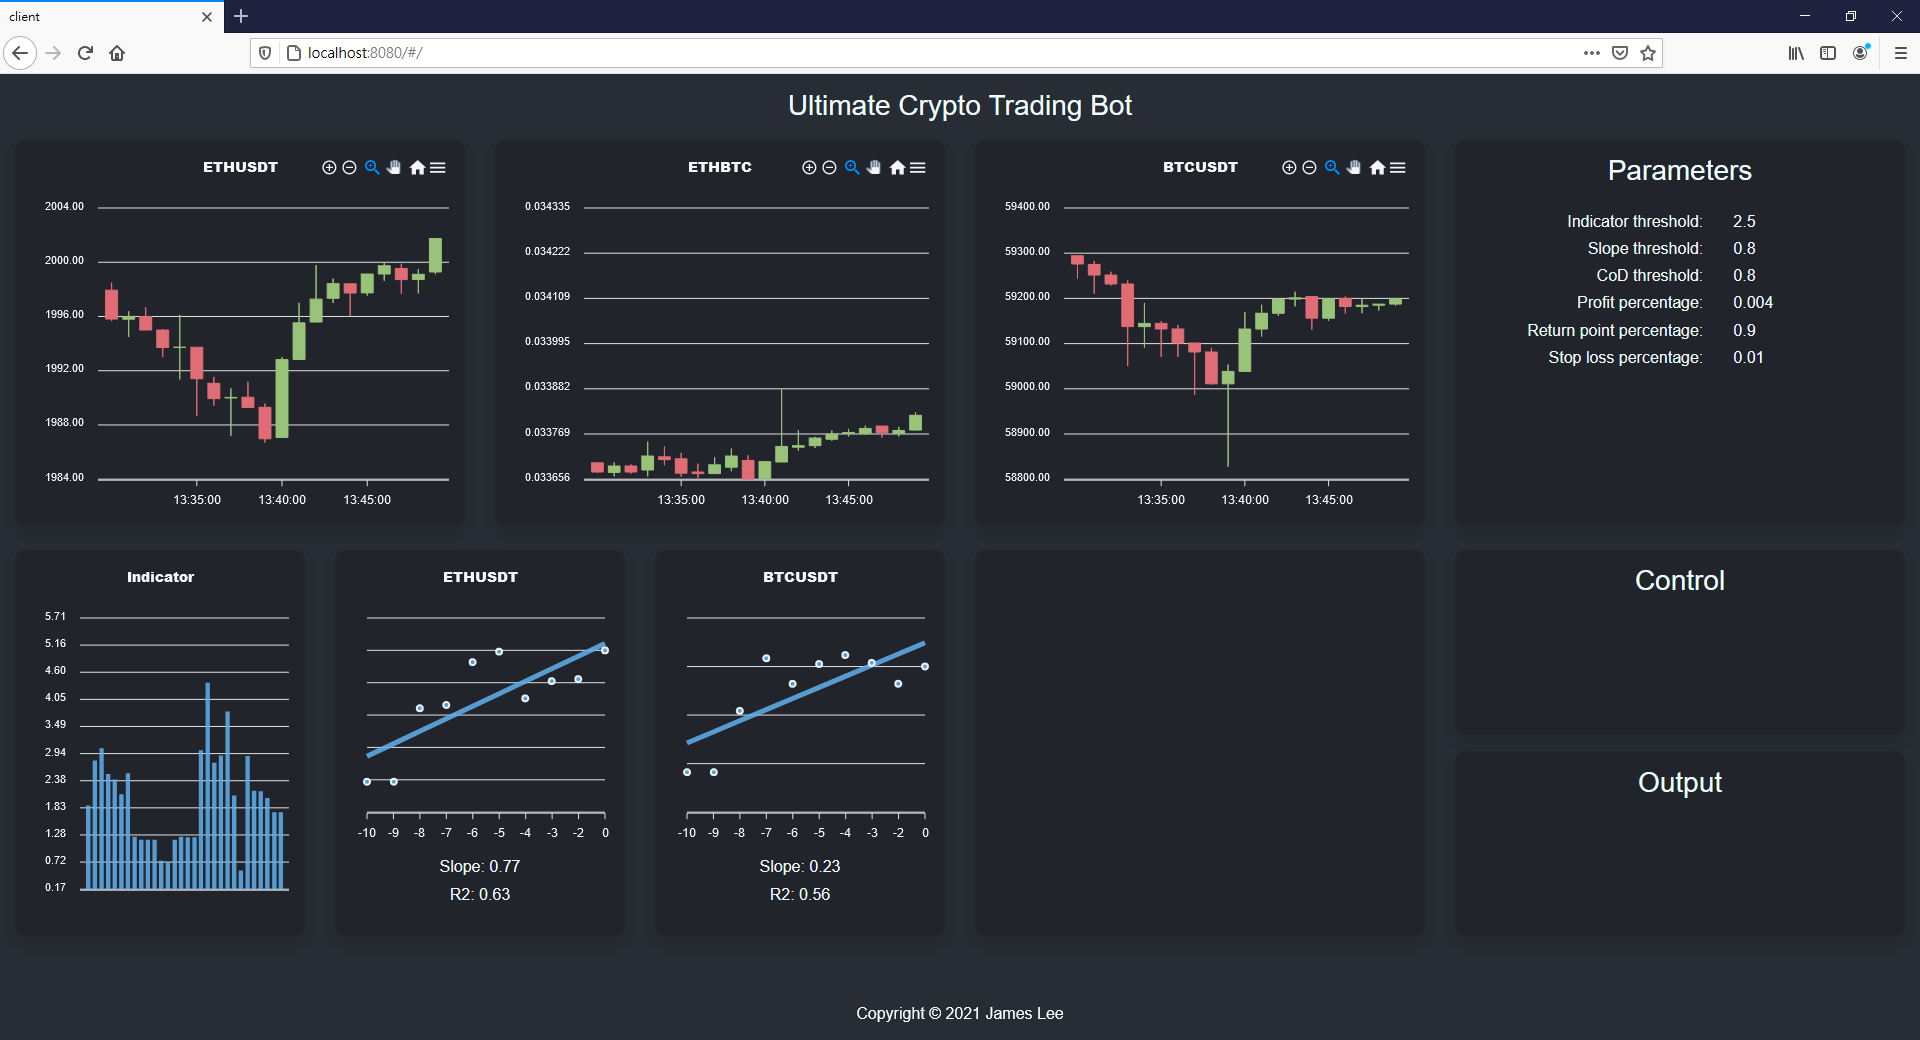 client
localhost:8080/#/
Ultimate Crypto Trading Bot
ETHUSDT
2004.00
2000.00
1996.00
1992.00
1988.00
1984.00
13:35:00 13:40:00 13:45:00
ETHBTC
0.034335
0.034222
0.034109
0.033995
0.033882
0.033769
0.033656
13:35:00 13:40:00 13:45:00
BTCUSDT
59400.00
59300.00
59200.00
59100.00
59000.00
58900.00
58800.00
13:35:00 13:40:00 13:45:00
Parameters
Indicator threshold: 2.5
Slope threshold: 0.8
CoD threshold: 0.8
Profit percentage: 0.004
Return point percentage: 0.9
Stop loss percentage: 0.01
Indicator
5.71
5.16
4.60
4.05
3.49
2.94
2.38
1.83
1.28
0.72
0.17
ETHUSDT
-10 -9 -8 -7 -6 -5 -4 -3 -2 0
Slope: 0.77
R2: 0.63
BTCUSDT
-10 -9 -8 -7 -6 -5 -4 -3 -2 0
Slope: 0.23
R2: 0.56
Control
Output
Copyright © 2021 James Lee